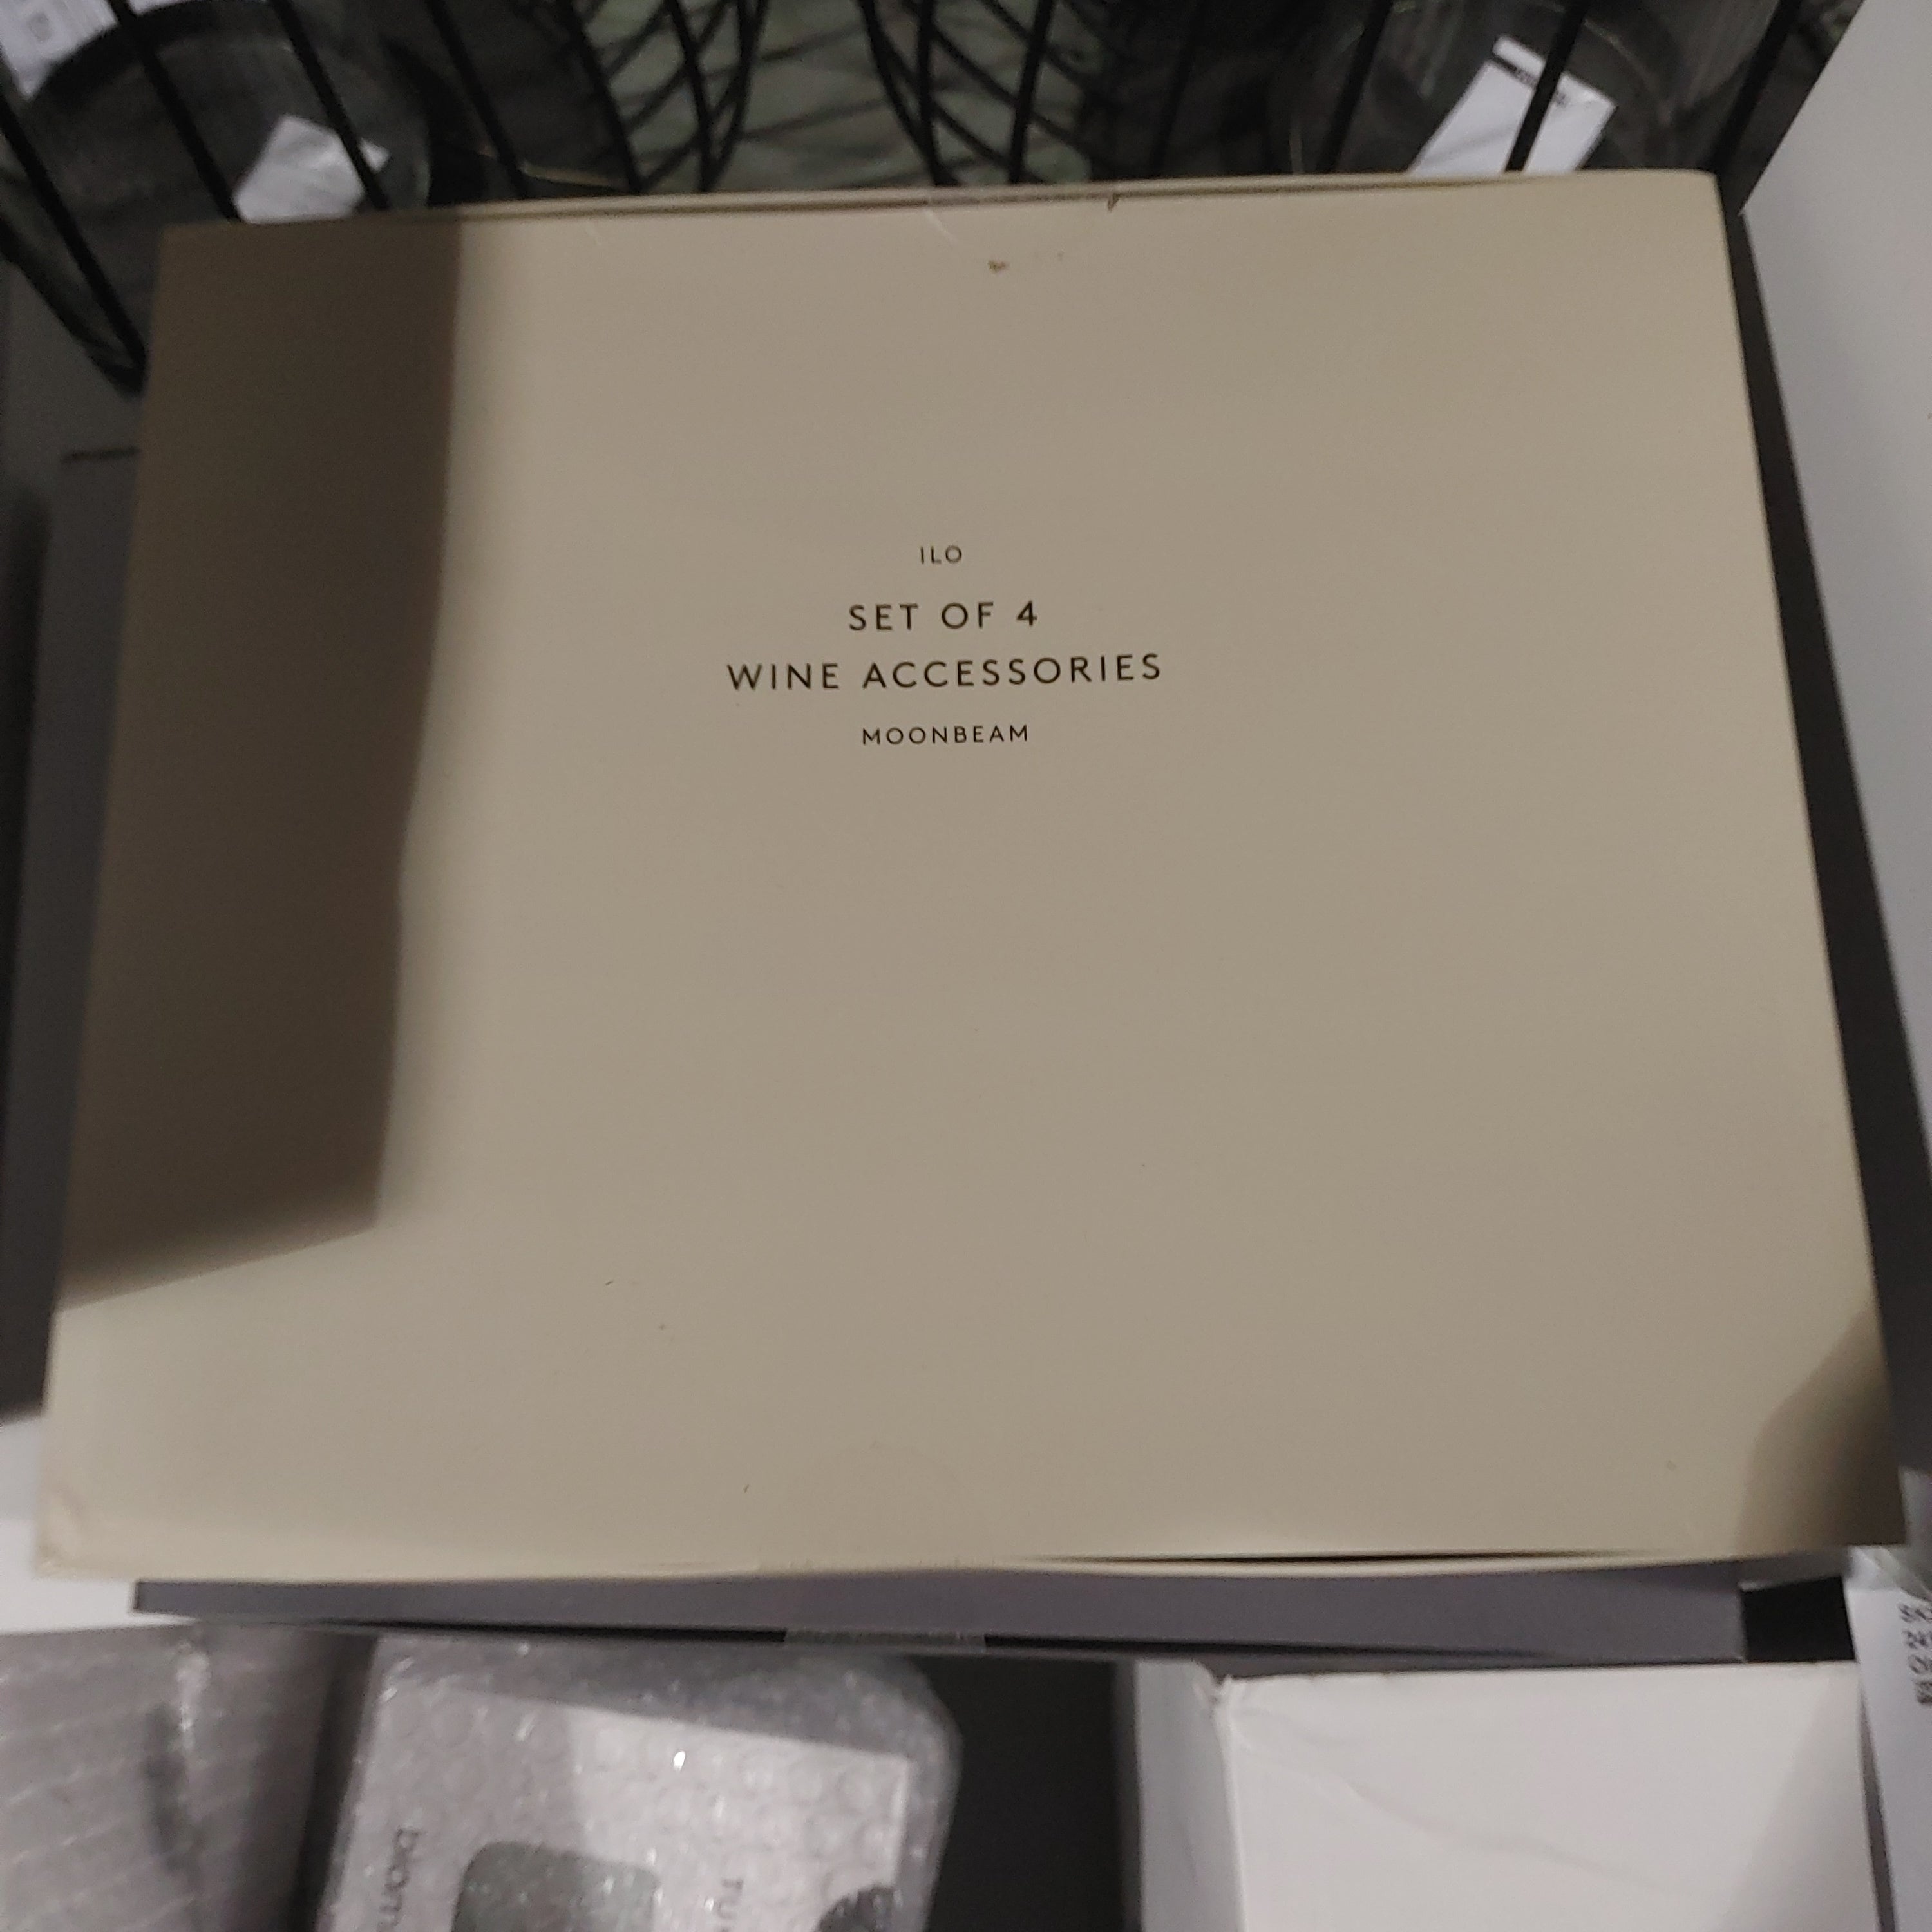 ILO
SET OF 4
WINE ACCESSORIES
MOONBEAM